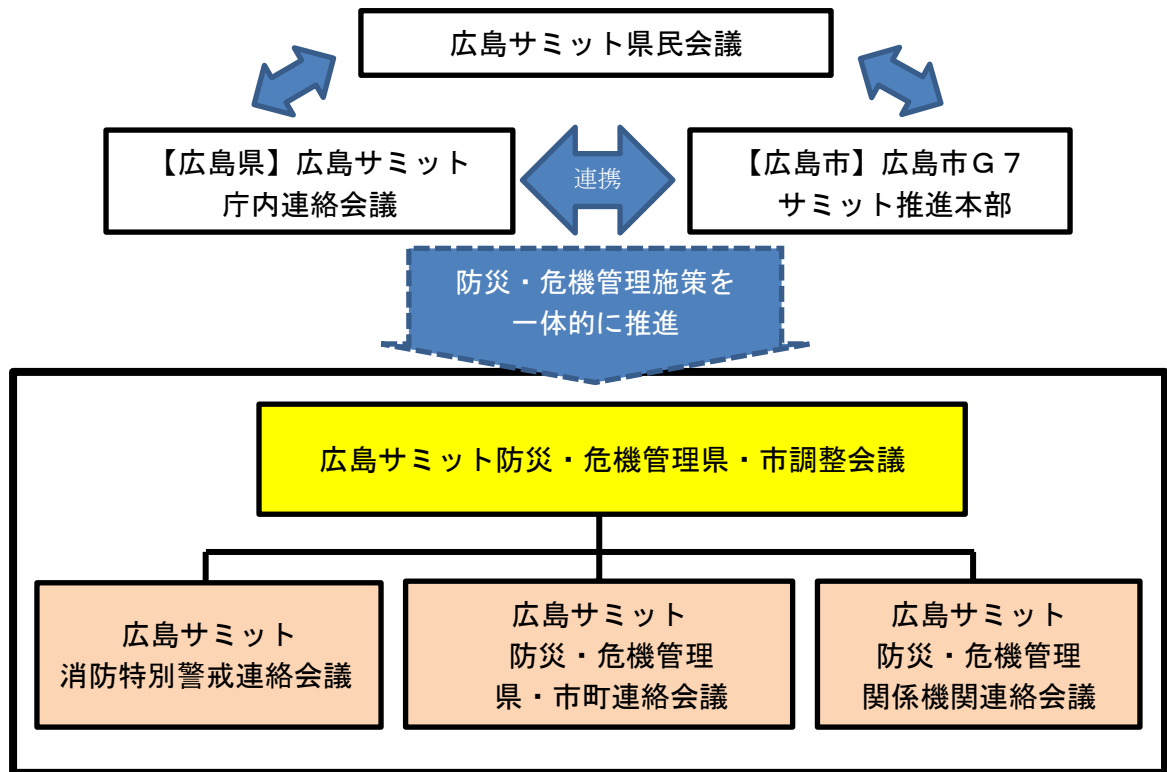 広島サミット県民会議
【広島県】広島サミット
庁内連絡会議
連携
【広島市】広島市Ｇ７
サミット推進本部
防災・危機管理施策を
一体的に推進
広島サミット防災・危機管理県・市調整会議
広島サミット
消防特別警戒連絡会議
広島サミット
防災・危機管理
県・市町連絡会議
広島サミット
防災・危機管理
関係機関連絡会議